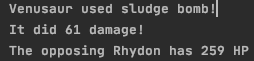 Venusaur used sludge bomb!
It did 61 damage!
The opposing Rhydon has 259 HP